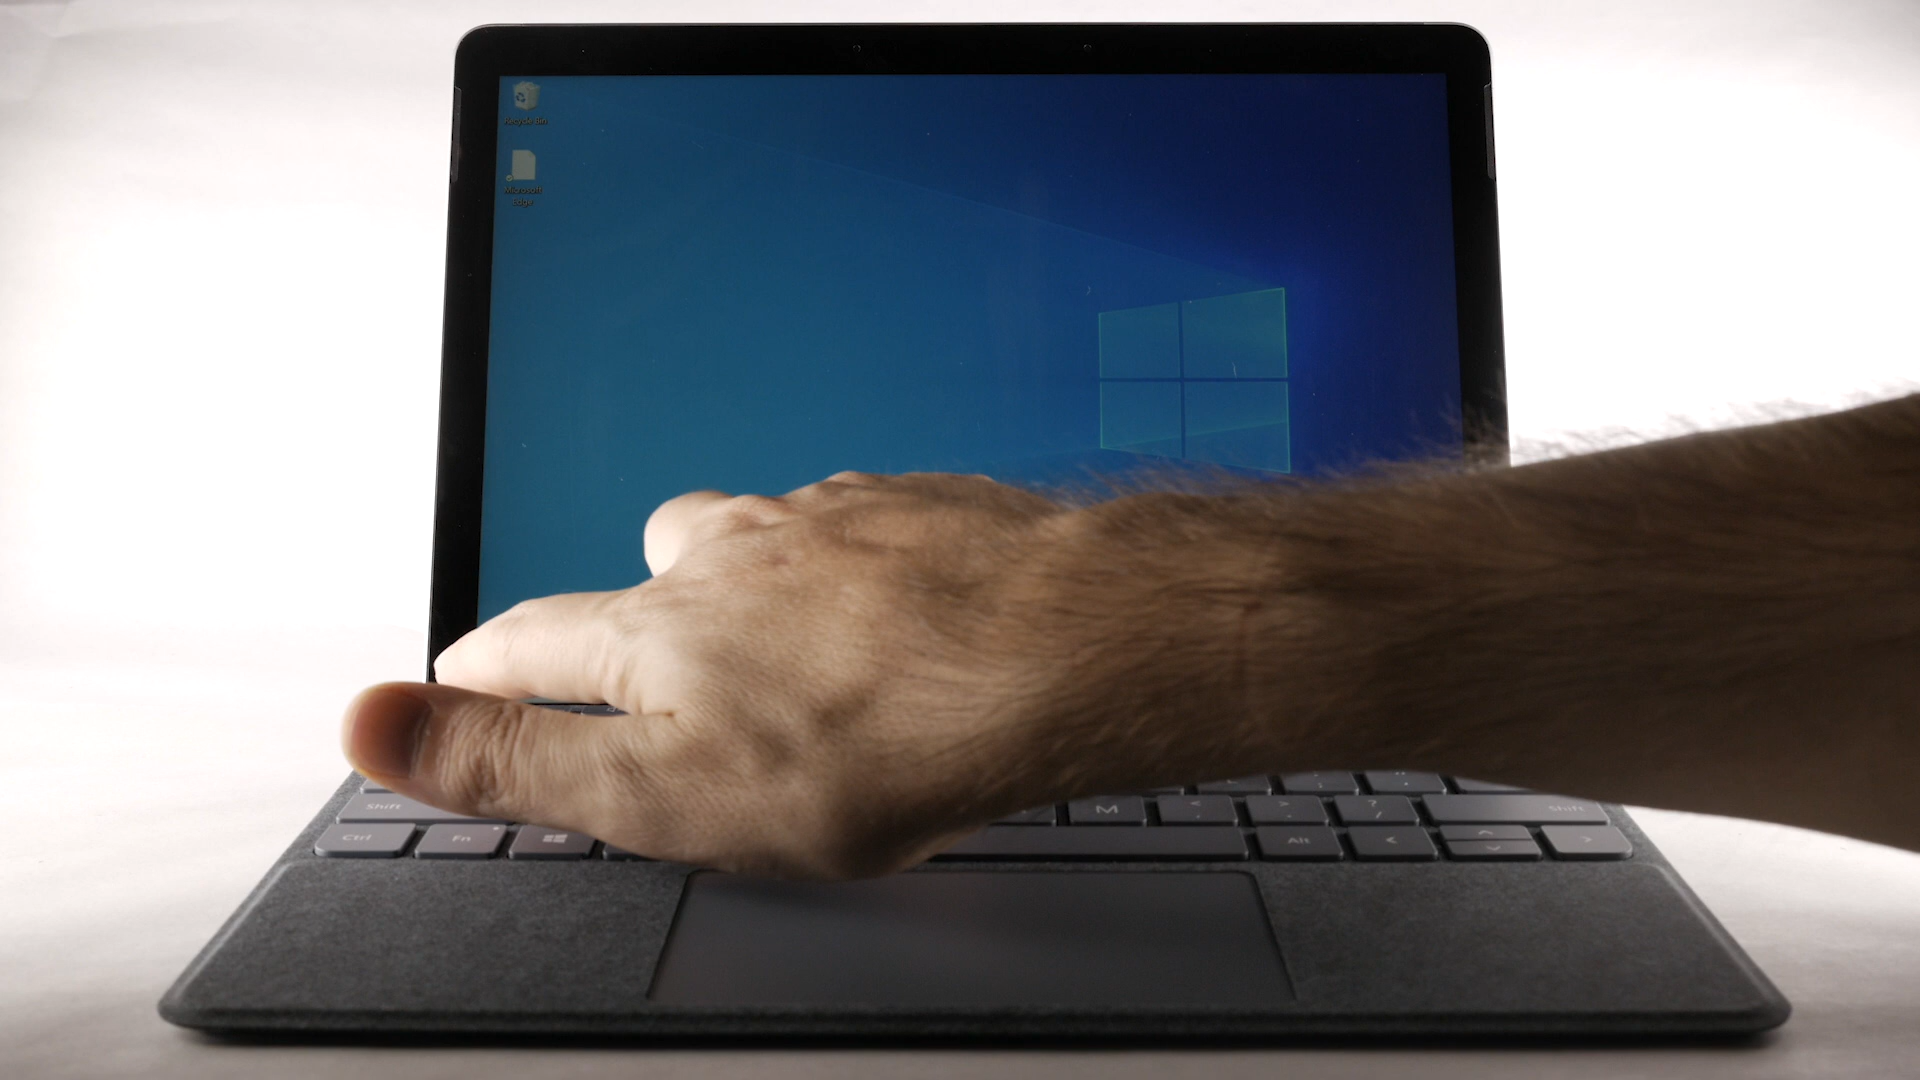 Recycle Bin
Microsoft
Edge
Shift
M
<
>
?
/
Shift
Ctrl
Fn
Alt